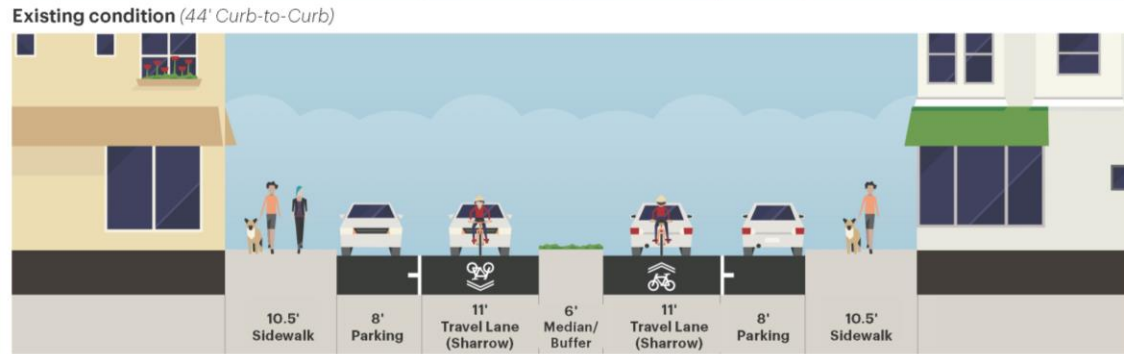 Existing condition (44' Curb-to-Curb)
10.5'
Sidewalk
8'
Parking
11'
Travel Lane
(Sharrow)
6'
Median/
Buffer
11'
Travel Lane
(Sharrow)
8'
Parking
10.5'
Sidewalk